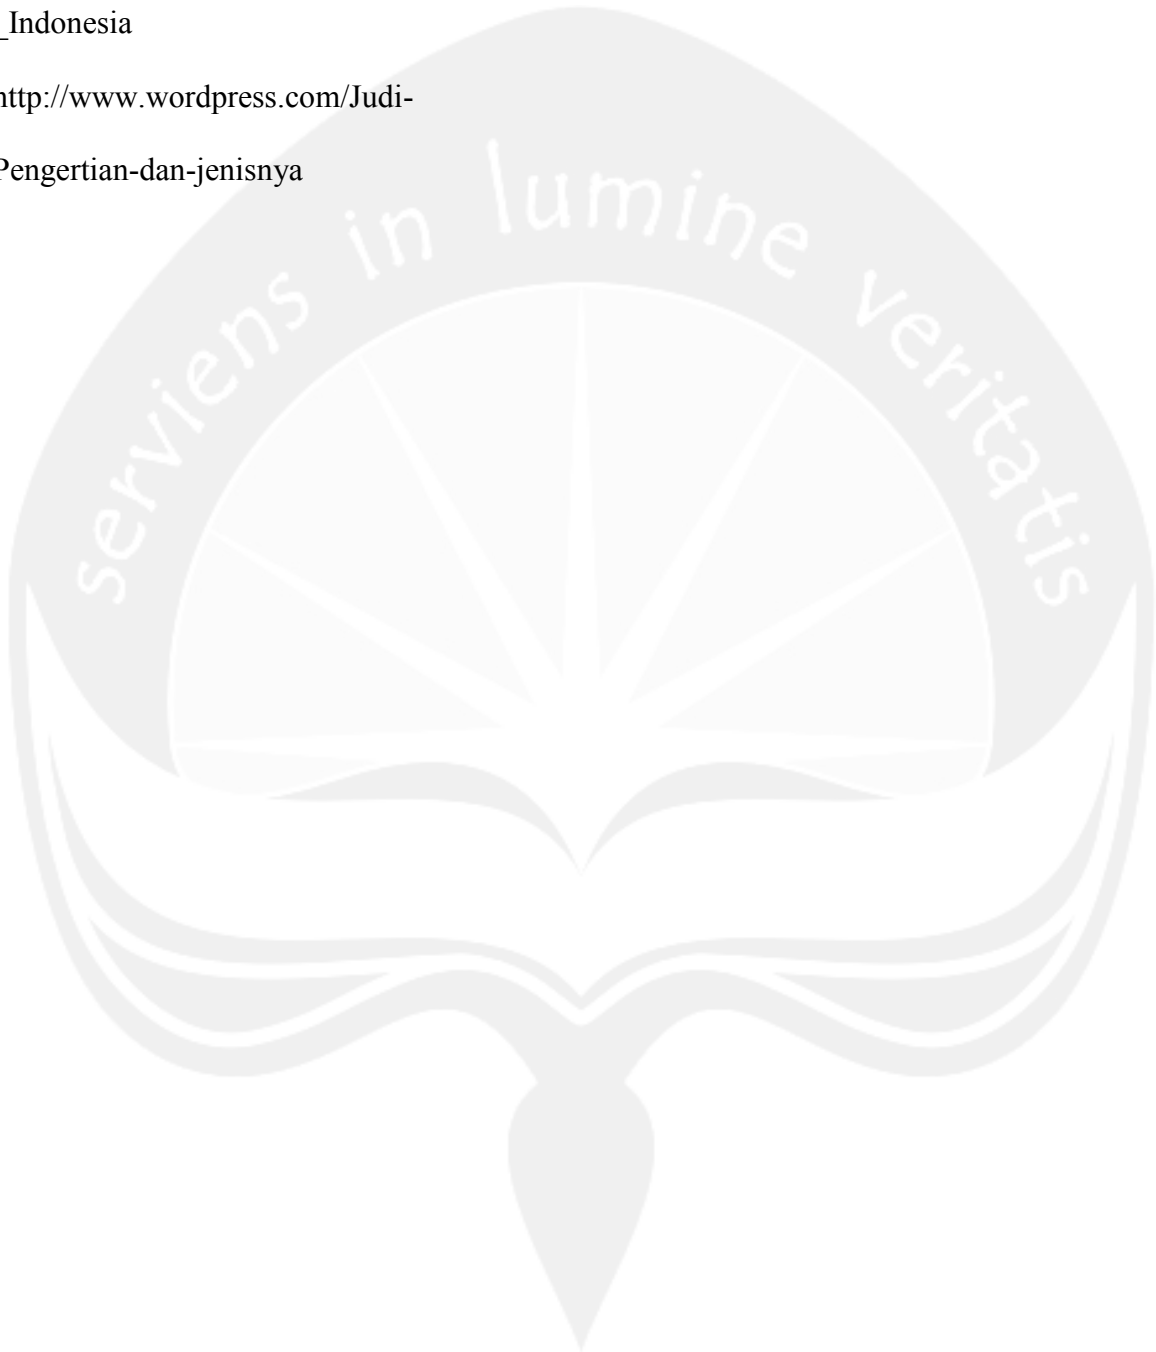 _Indonesia
http://www.wordpress.com/Judi-
Pengertian-dan-jenisnya
serviens in lumine veritatis